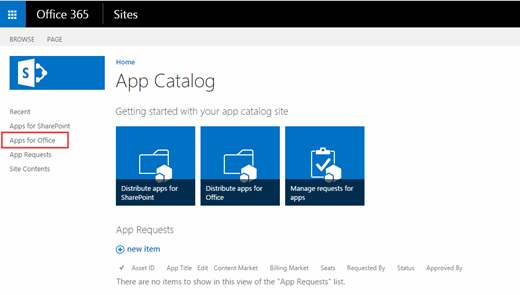 Office 365 Sites
BROWSE PAGE
S
Home
App Catalog
Recent
Apps for SharePoint
Apps for Office
App Requests
Site Contents
Getting started with your app catalog site
Distribute apps for
SharePoint
Distribute apps for
Office
Manage requests for
apps
App Requests
new item
Asset ID App Title Edit Content Market Billing Market Seats Requested By Status Approved By
There are no items to show in this view of the "App Requests" list.